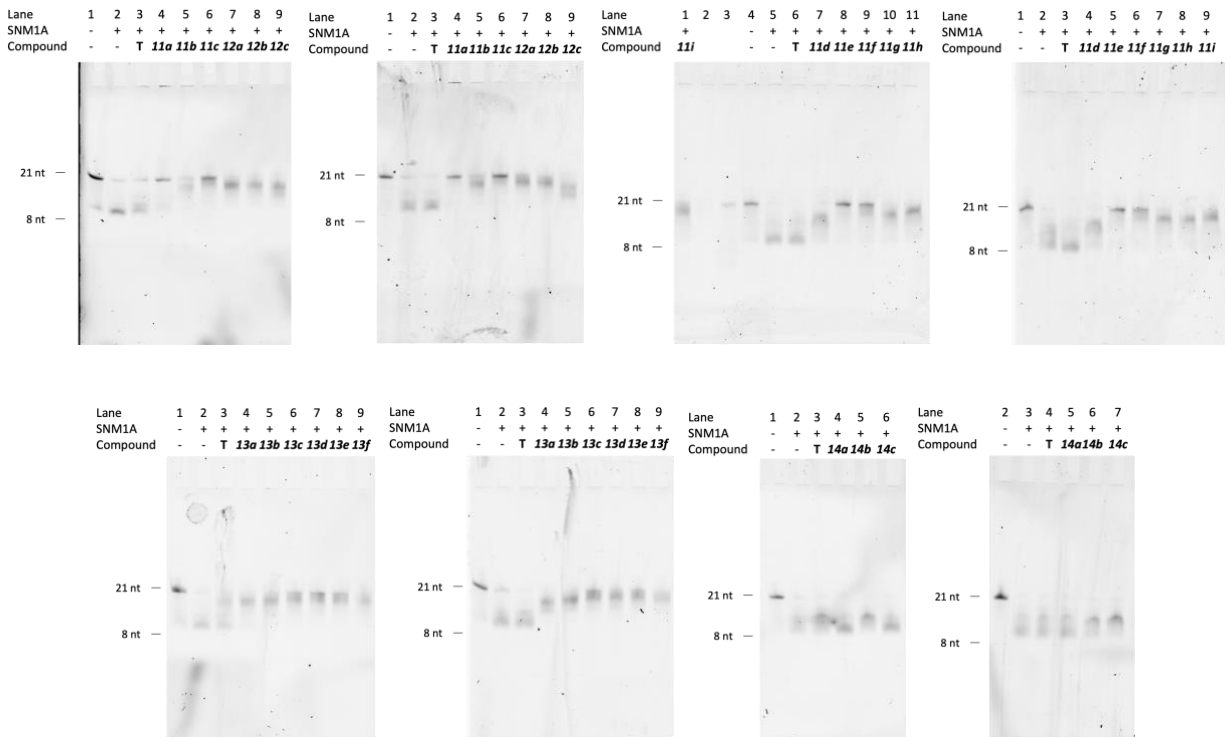 Lane 1 2 3 4 5 6 7 8 9
SNM1A - + + + + + + + +
Compound - - T 11a 11b 11c 12a 12b 12c
21 nt
8 nt
Lane 1 2 3 4 5 6 7 8 9
SNM1A - + + + + + + + +
Compound - - T 11a 11b 11c 12a 12b 12c
21 nt
8 nt
Lane 1 2 3 4 5 6 7 8 9 10 11
SNM1A + - + + + + + + +
Compound 11i - - T 11d 11e 11f 11g 11h
21 nt
8 nt
Lane 1 2 3 4 5 6 7 8 9
SNM1A - + + + + + + + +
Compound - - T 11d 11e 11f 11g 11h 11i
21 nt
8 nt
Lane 1 2 3 4 5 6 7 8 9
SNM1A - + + + + + + + +
Compound - - T 13a 13b 13c 13d 13e 13f
21 nt
8 nt
Lane 1 2 3 4 5 6 7 8 9
SNM1A - + + + + + + + +
Compound - - T 13a 13b 13c 13d 13e 13f
21 nt
8 nt
Lane 1 2 3 4 5 6
SNM1A - + + + + +
Compound - - T 14a 14b 14c
21 nt
8 nt
Lane 2 3 4 5 6 7
SNM1A - + + + + +
Compound - - T 14a 14b 14c
21 nt
8 nt